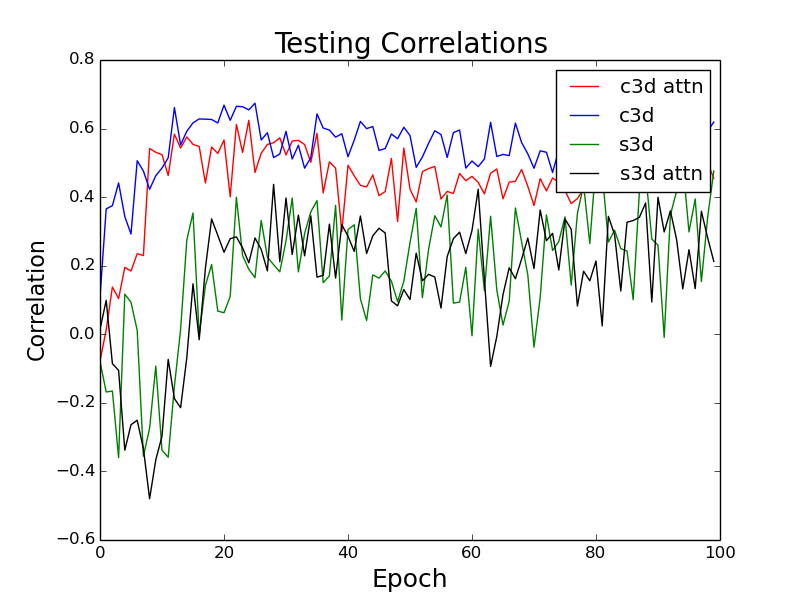 Testing Correlations
0.8
0.6
0.4
0.2
0.0
−0.2
−0.4
−0.6
0
20
40
60
80
100
Correlation
Epoch
c3d attn
c3d
s3d
s3d attn